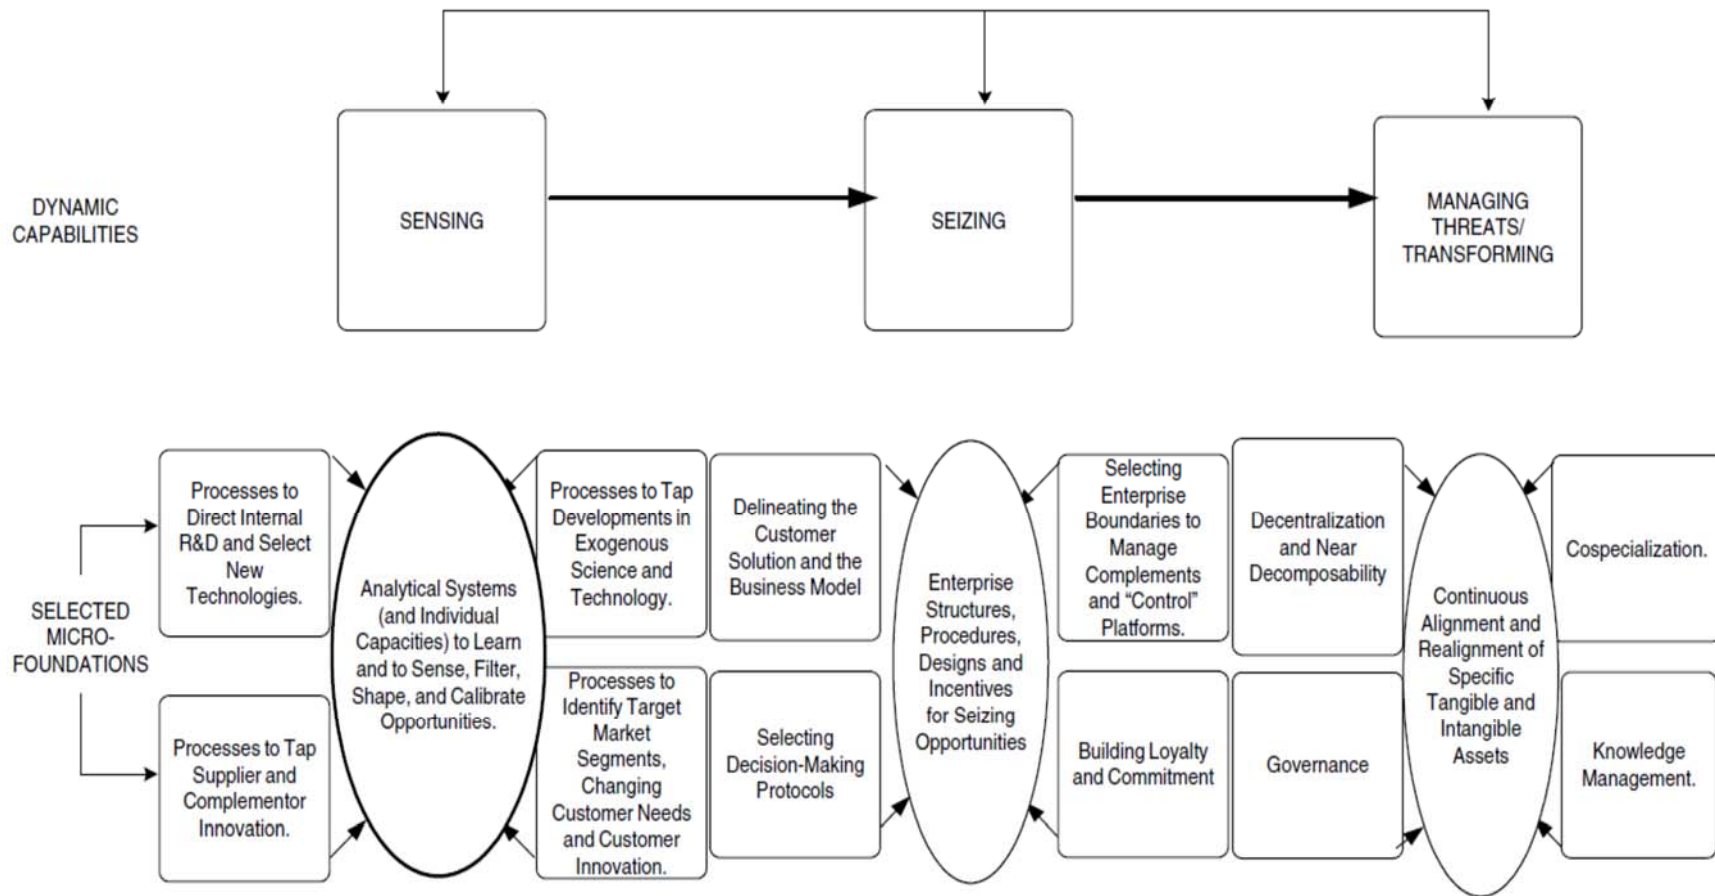 DYNAMIC
CAPABILITIES
SENSING
SEIZING
MANAGING
THREATS/
TRANSFORMING
SELECTED
MICRO-
FOUNDATIONS
Processes to
Direct Internal
R&D and Select
New
Technologies.
Processes to Tap
Supplier and
Complementor
Innovation.
Analytical Systems
(and Individual
Capacities) to Learn
and to Sense, Filter,
Shape, and Calibrate
Opportunities.
Processes to Tap
Developments in
Exogenous
Science and
Technology.
Processes to
Identify Target
Market
Segments,
Changing
Customer Needs
and Customer
Innovation.
Delineating the
Customer
Solution and the
Business Model
Selecting
Decision-Making
Protocols
Enterprise
Structures,
Procedures,
Designs and
Incentives
for Seizing
Opportunities
Selecting
Enterprise
Boundaries to
Manage
Complements
and “Control”
Platforms.
Building Loyalty
and Commitment
Decentralization
and Near
Decomposability
Governance
Continuous
Alignment and
Realignment of
Specific
Tangible and
Intangible
Assets
Cospecialization.
Knowledge
Management.